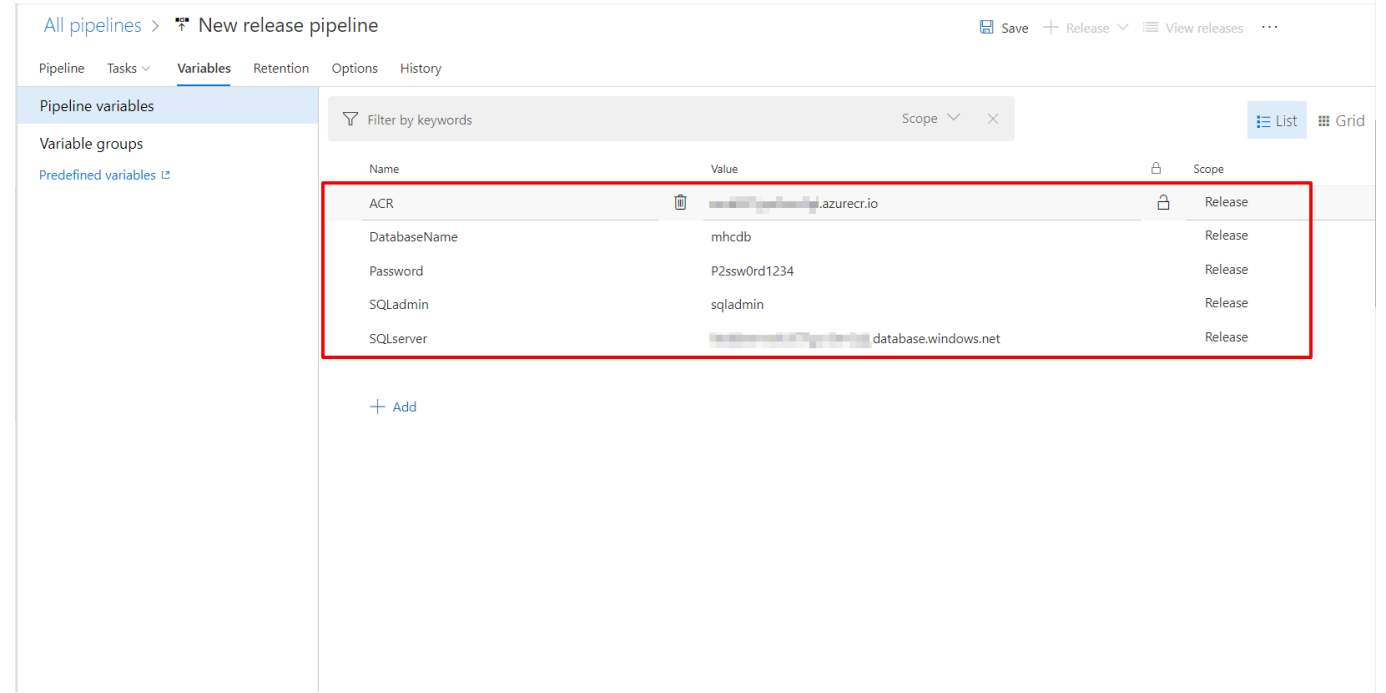 All pipelines > New release pipeline
Save + Release View releases ...
Pipeline Tasks Variables Retention Options History
Pipeline variables
Variable groups
Predefined variables
Filter by keywords Scope
List Grid
Name Value Scope
ACR .azurecr.io Release
DatabaseName mhcdb Release
Password P2ssw0rd1234 Release
SQLadmin sqladmin Release
SQLserver .database.windows.net Release
+ Add